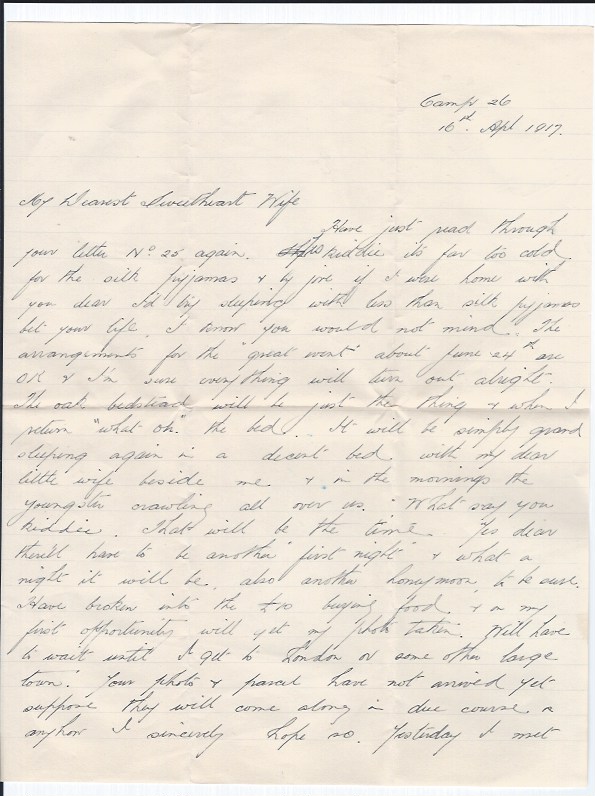 Camp 26
16th Apl 1917.
My Dearest Sweetheart Wife
Have just read through
your letter No 25 again. Yes kiddie its far too cold
for the silk pyjamas & by jove if I were home with
you dear I'd try sleeping with less than silk pyjamas
bet your life. I know you would not mind. The
arrangements for the "great event" about June 24th are
OK & I'm sure everything will turn out alright.
The oak bedstead will be just the thing & when I
return "what oh" the bed. It will be simply grand
sleeping again in a decent bed with my dear
little wife beside me & in the mornings the
youngster crawling all over us. What say you
kiddie. That will be the time. Yes dear
there'll have to be another "first night" & what a
night it will be, also another honeymoon to be sure.
Have broken into the £10 buying food & on my
first opportunity will get my photo taken. Will have
to wait until I get to London or some other large
town. Your photo & parcel have not arrived yet
suppose they will come along in due course,
anyhow I sincerely hope so. Yesterday I met